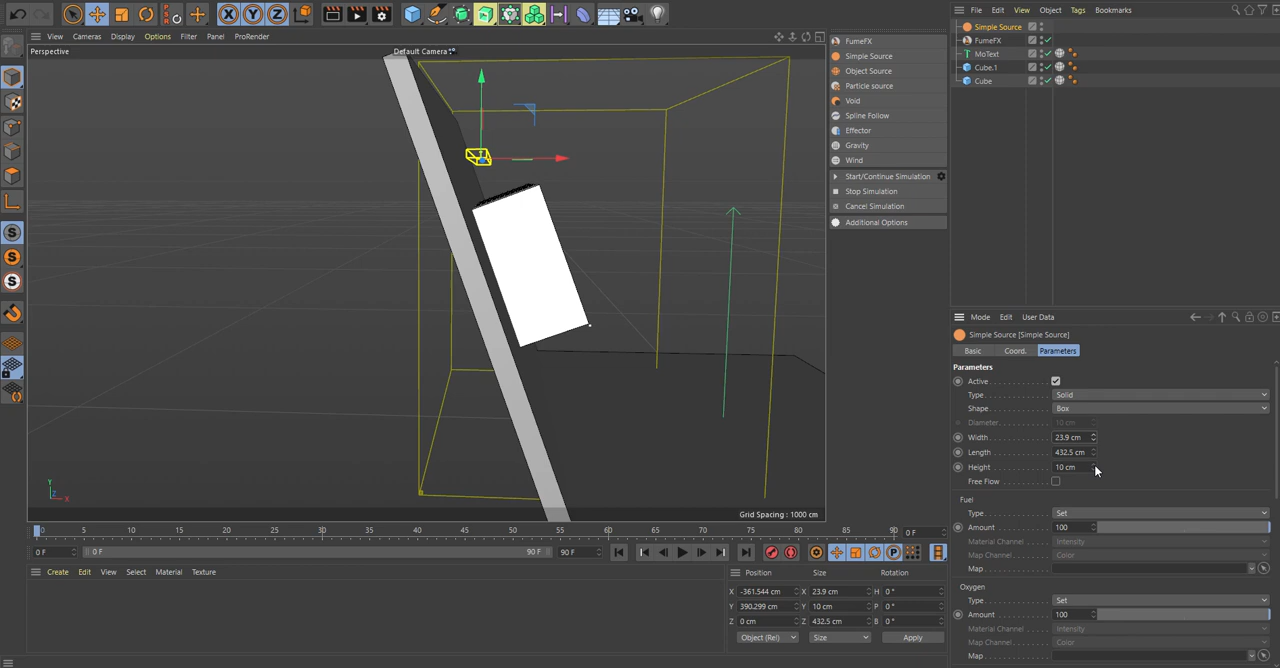 File Edit View Object Tags Bookmarks
View Cameras Display Options Filter Panel ProRender
Perspective
Default Camera
FumeFX
Simple Source
Object Source
Particle source
Void
Spline Follow
Effector
Gravity
Wind
Start/Continue Simulation
Stop Simulation
Cancel Simulation
Additional Options
Simple Source
FumeFX
MoText
Cube.1
Cube
Mode Edit User Data
Simple Source [Simple Source]
Basic Coord. Parameters
Parameters
Active
Type Solid
Shape Box
Diameter 10 cm
Width 23.9 cm
Length 432.5 cm
Height 10 cm
Free Flow
Fuel
Type Set
Amount 100
Material Channel Intensity
Map Channel Color
Map
Oxygen
Type Set
Amount 100
Material Channel Intensity
Map Channel Color
Map
Y
X
Grid Spacing : 1000 cm
0 5 10 15 20 25 30 35 40 45 50 55 60 65 70 75 80 85 90 0 F
0 F 0 F 90 F 90 F
Create Edit View Select Material Texture
Position Size Rotation
X -361.544 cm X 23.9 cm H 0 °
Y 390.299 cm Y 10 cm P 0 °
Z 0 cm Z 432.5 cm B 0 °
Object (Rel) Size Apply